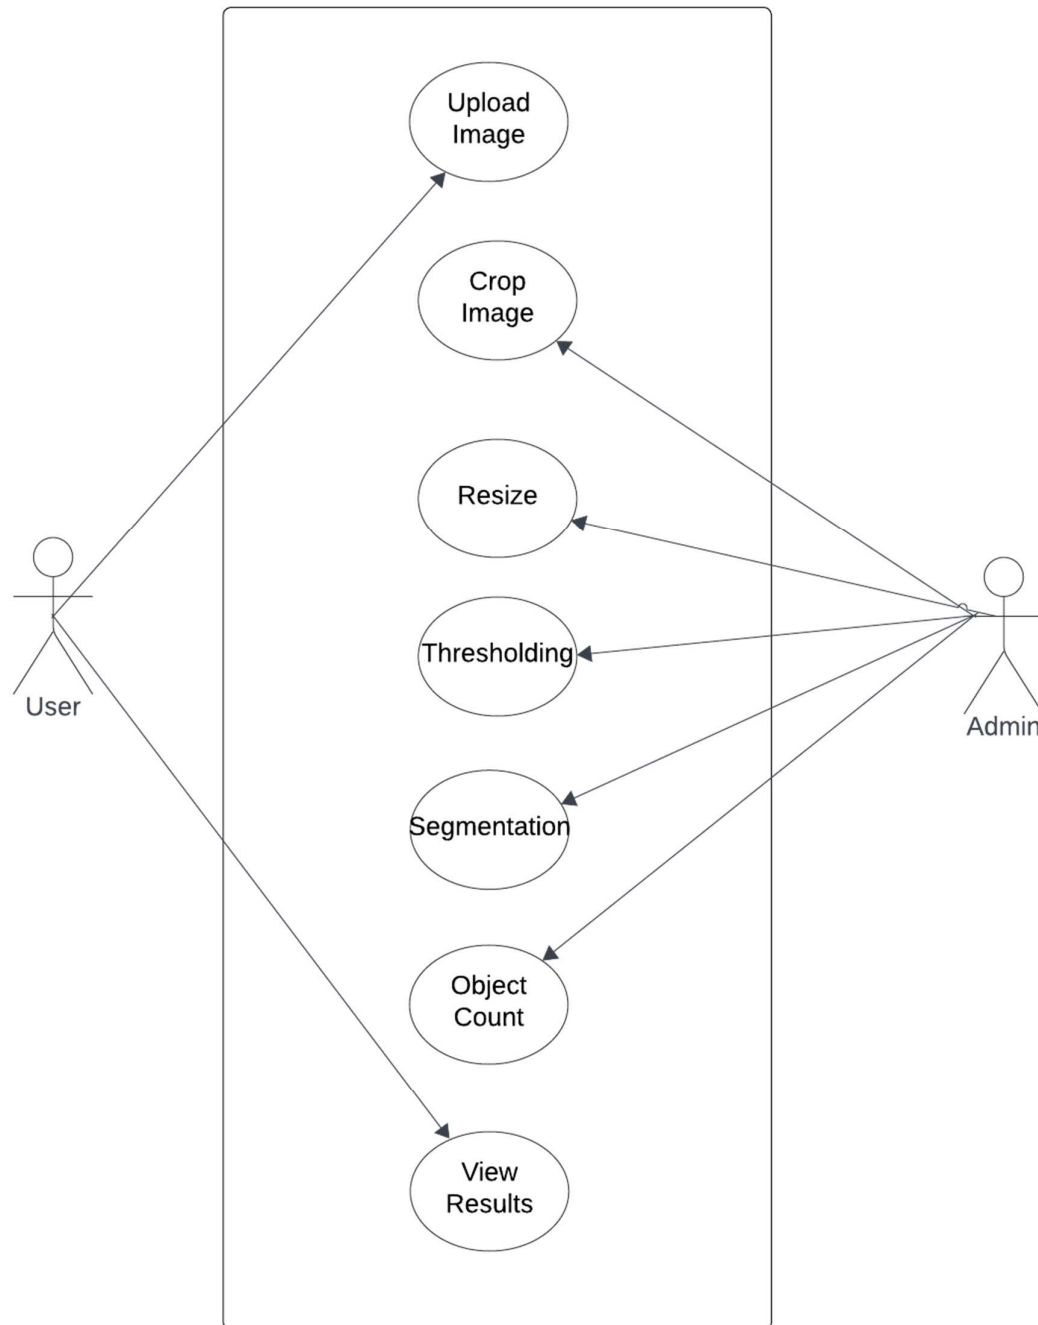 Upload
Image
Crop
Image
Resize
Thresholding
User
Admin
Segmentation
Object
Count
View
Results